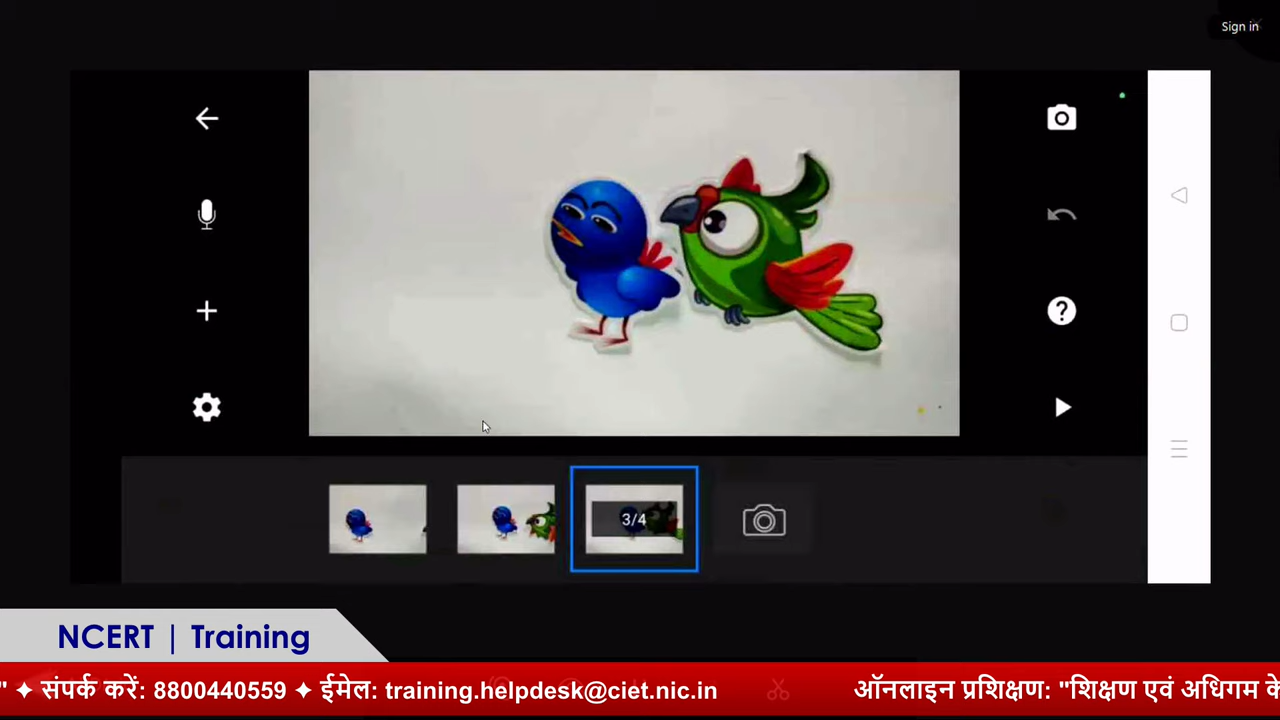 Sign in
3/4
NCERT | Training
" ✦ संपर्क करें: 8800440559 ✦ ईमेल: training.helpdesk@ciet.nic.in ऑनलाइन प्रशिक्षण: "शिक्षण एवं अधिगम के